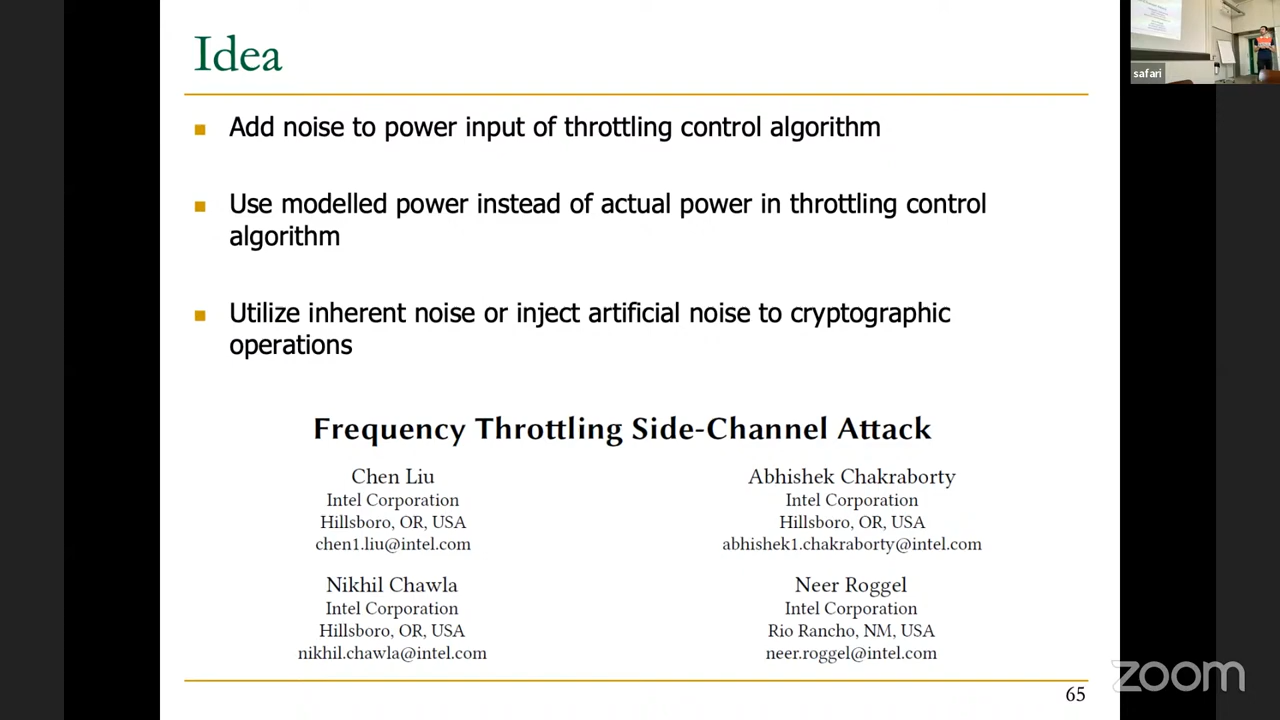 Idea
safari
Add noise to power input of throttling control algorithm
Use modelled power instead of actual power in throttling control
algorithm
Utilize inherent noise or inject artificial noise to cryptographic
operations
Frequency Throttling Side-Channel Attack
Chen Liu
Intel Corporation
Hillsboro, OR, USA
chen1.liu@intel.com
Abhishek Chakraborty
Intel Corporation
Hillsboro, OR, USA
abhishek1.chakraborty@intel.com
Nikhil Chawla
Intel Corporation
Hillsboro, OR, USA
nikhil.chawla@intel.com
Neer Roggel
Intel Corporation
Rio Rancho, NM, USA
neer.roggel@intel.com
65
zoom